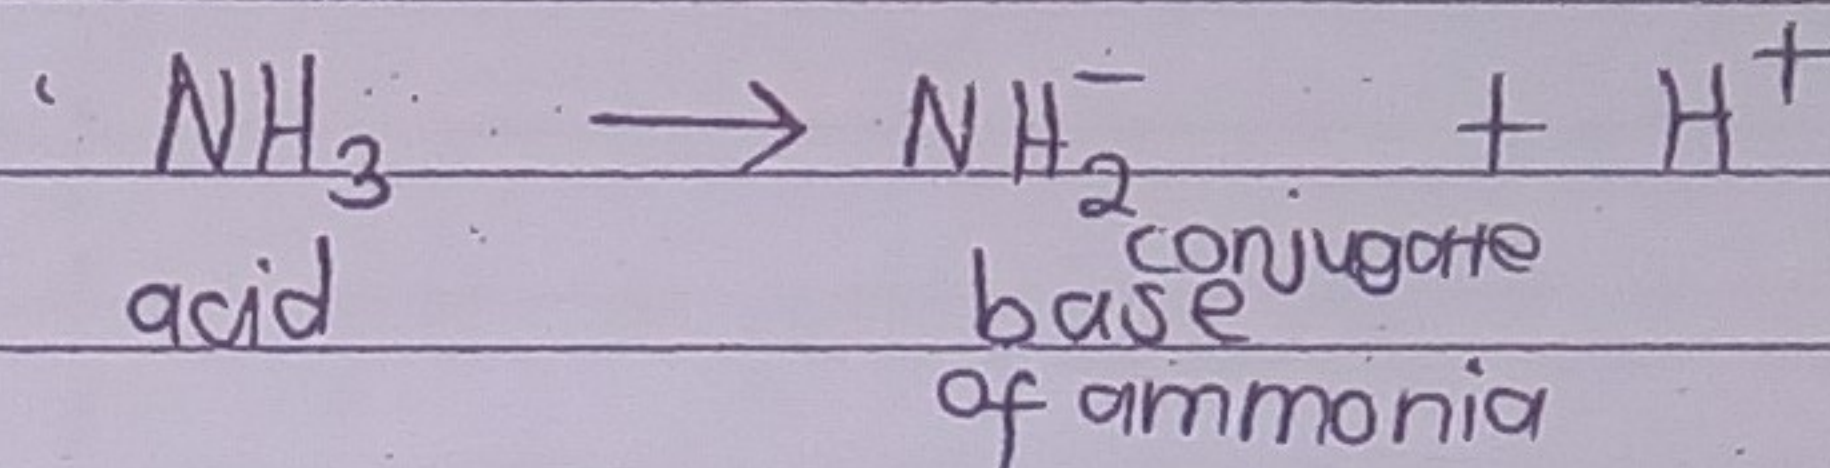 NH₃ → NH₂⁻ + H⁺
acid base conjugate
of ammonia